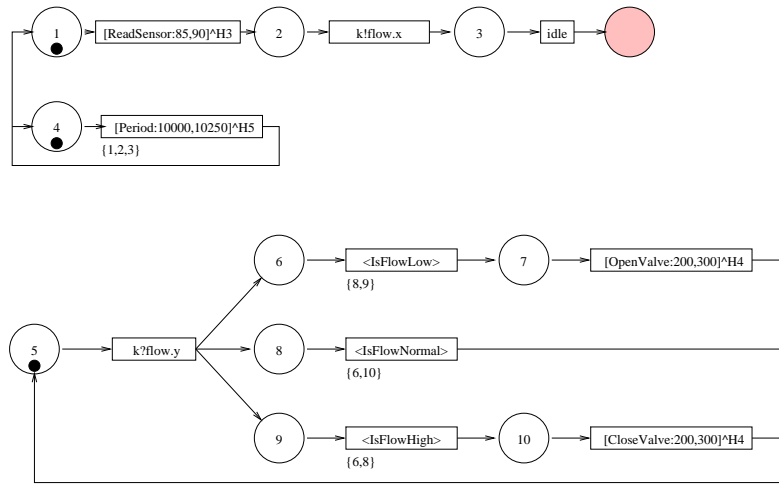 1 [ReadSensor:85,90]^H3 2 k!flow.x 3 idle
4 [Period:10000,10250]^H5
{1,2,3}
6 <IsFlowLow> 7 [OpenValve:200,300]^H4
{8,9}
5 k?flow.y 8 <IsFlowNormal>
{6,10}
9 <IsFlowHigh> 10 [CloseValve:200,300]^H4
{6,8}